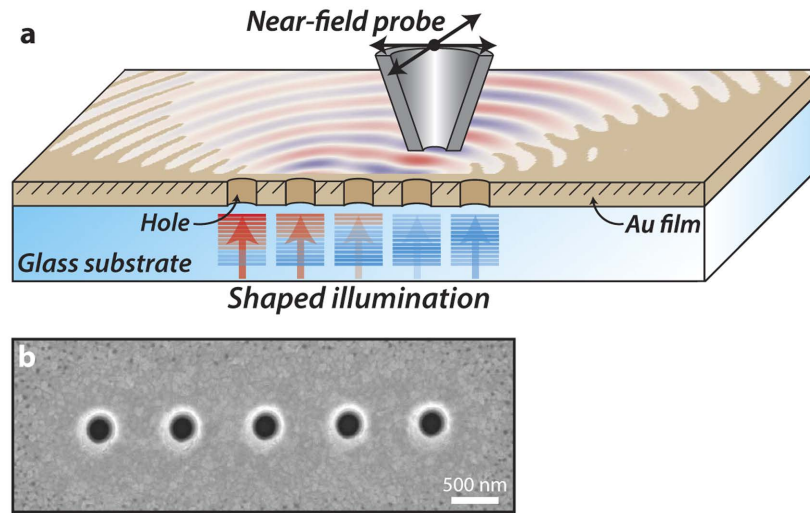 a
Near-field probe
Hole
Au film
Glass substrate
Shaped illumination
b
500 nm